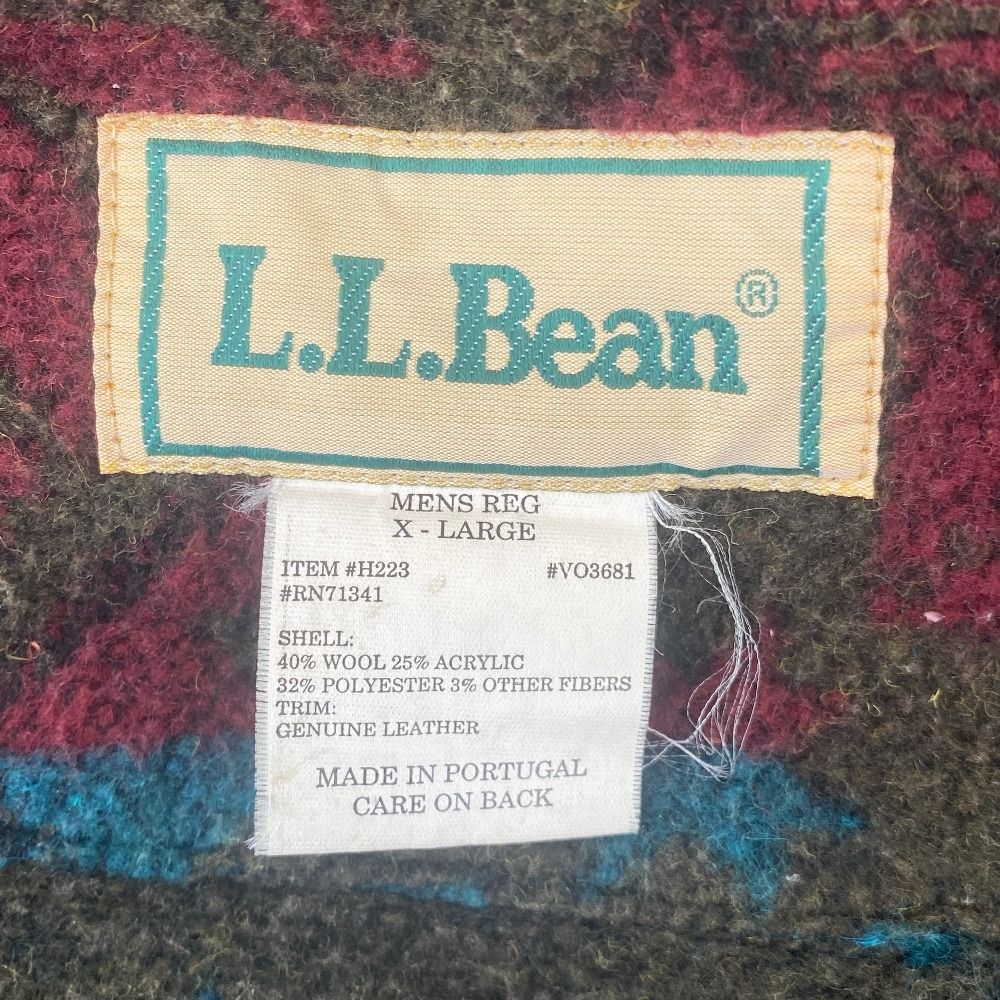 L.L.Bean®
MENS REG
X - LARGE
ITEM #H223 #VO3681
#RN71341
SHELL:
40% WOOL 25% ACRYLIC
32% POLYESTER 3% OTHER FIBERS
TRIM:
GENUINE LEATHER
MADE IN PORTUGAL
CARE ON BACK